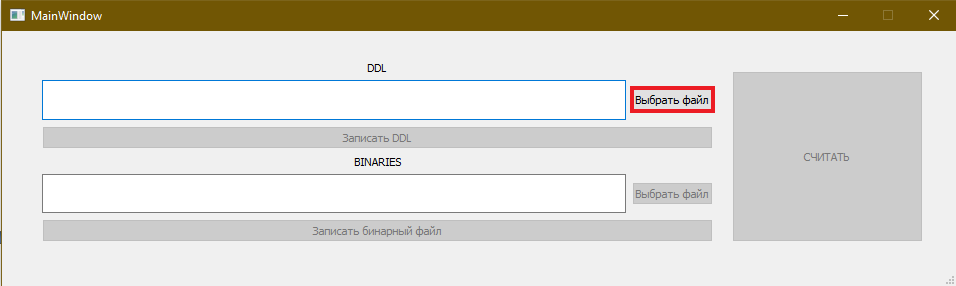 MainWindow
DDL
Выбрать файл
Записать DDL
BINARIES
Выбрать файл
Записать бинарный файл
СЧИТАТЬ